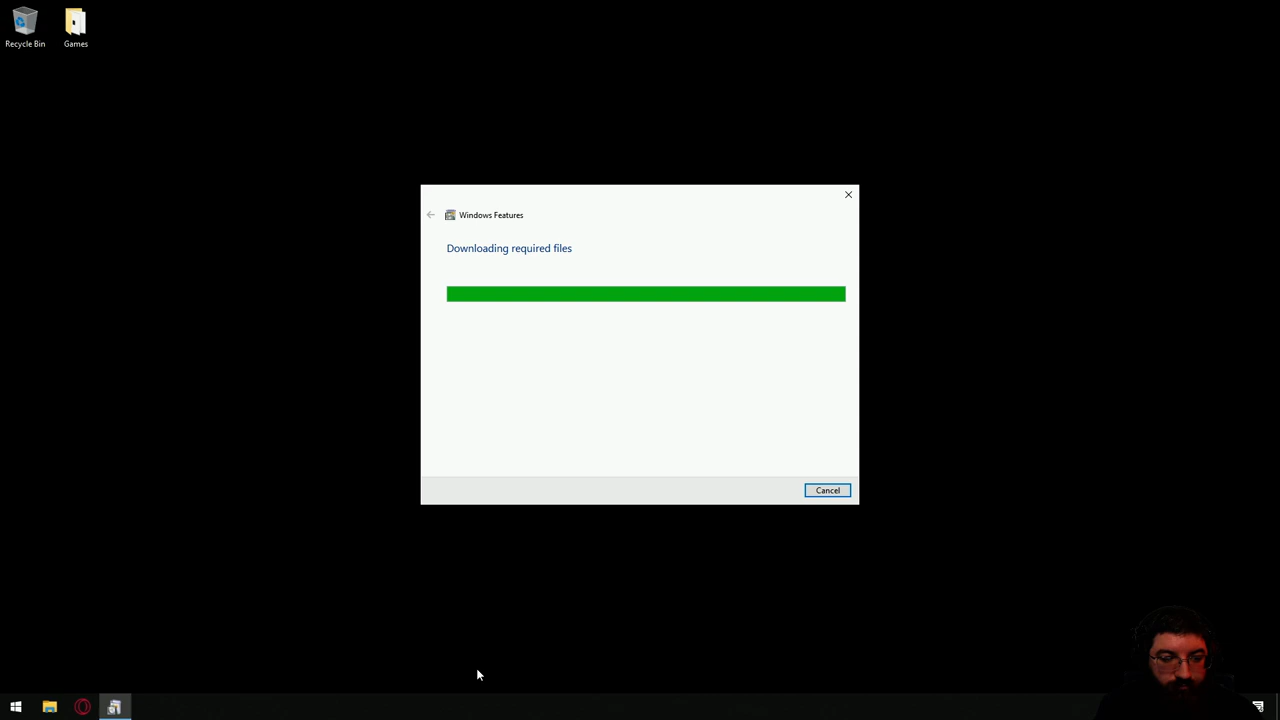 Recycle Bin
Games
Windows Features
Downloading required files
Cancel